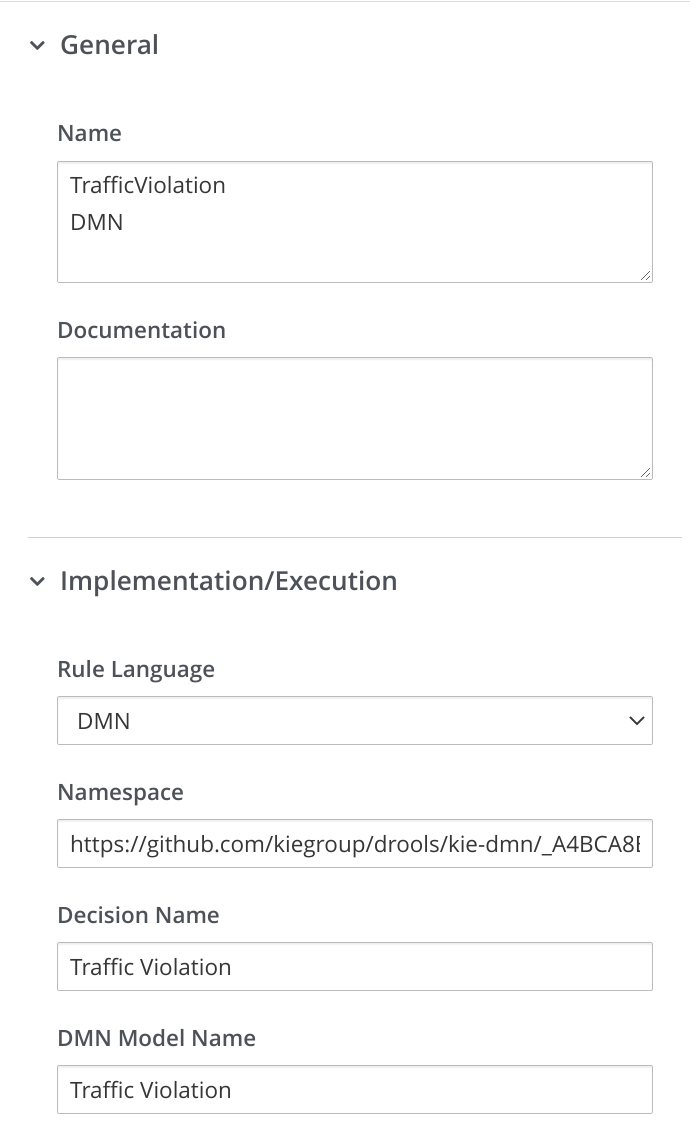 General
Name
TrafficViolation
DMN
Documentation
Implementation/Execution
Rule Language
DMN
Namespace
https://github.com/kiegroup/drools/kie-dmn/_A4BCA8
Decision Name
Traffic Violation
DMN Model Name
Traffic Violation